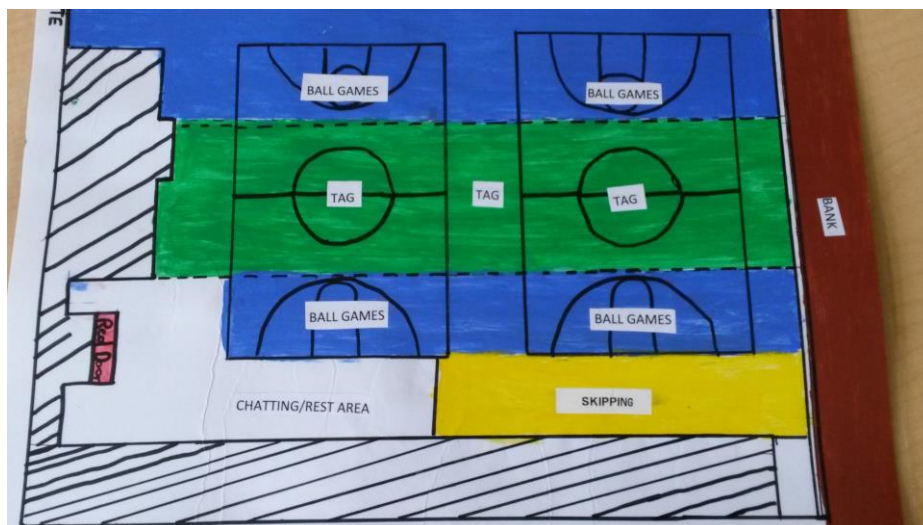 BALL GAMES
BALL GAMES
TAG
TAG
TAG
BANK
BALL GAMES
BALL GAMES
Red Door
CHATTING/REST AREA
SKIPPING